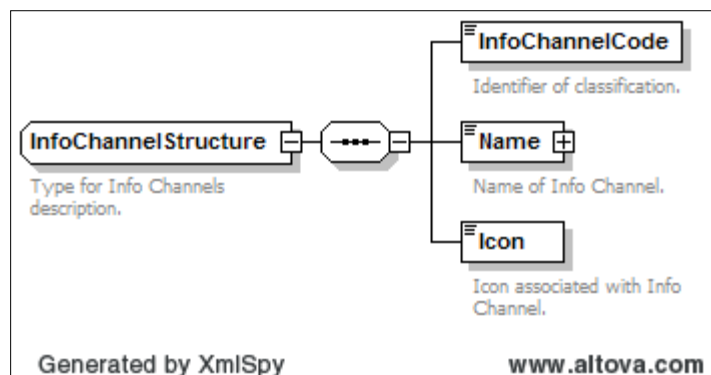 InfoChannelCode
Identifier of classification.
InfoChannelStructure
Type for Info Channels
description.
Name
Name of Info Channel.
Icon
Icon associated with Info
Channel.
Generated by XmlSpy
www.altova.com